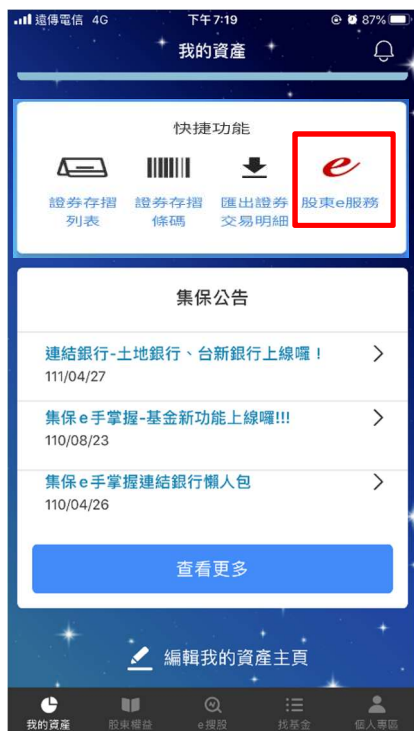 遠傳電信 4G 下午7:19 87%
我的資產
快捷功能
證券存摺 證券存摺 匯出證券 股東e服務
列表 條碼 交易明細
集保公告
連結銀行-土地銀行、台新銀行上線囉!
111/04/27
集保e手掌握-基金新功能上線囉!!!
110/08/23
集保e手掌握連結銀行懶人包
110/04/26
查看更多
編輯我的資產主頁
我的資產 股東權益 e搜股 找基金 個人專區